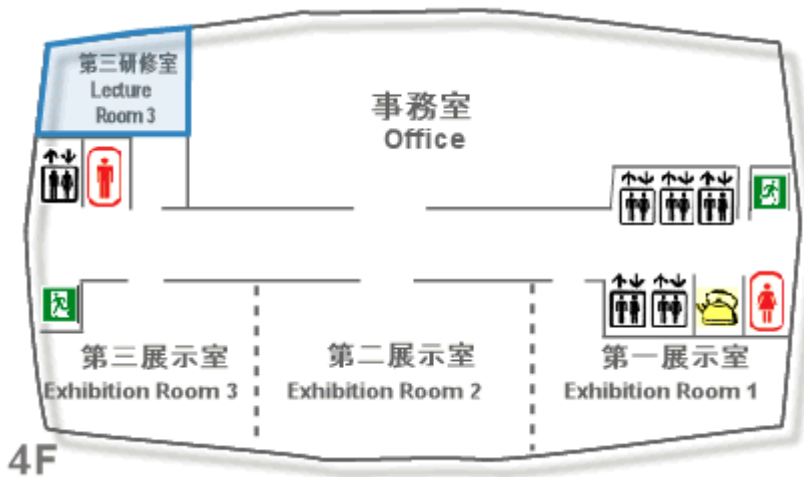 第三研修室
Lecture
Room 3
事務室
Office
第三展示室
Exhibition Room 3
第二展示室
Exhibition Room 2
第一展示室
Exhibition Room 1
4F